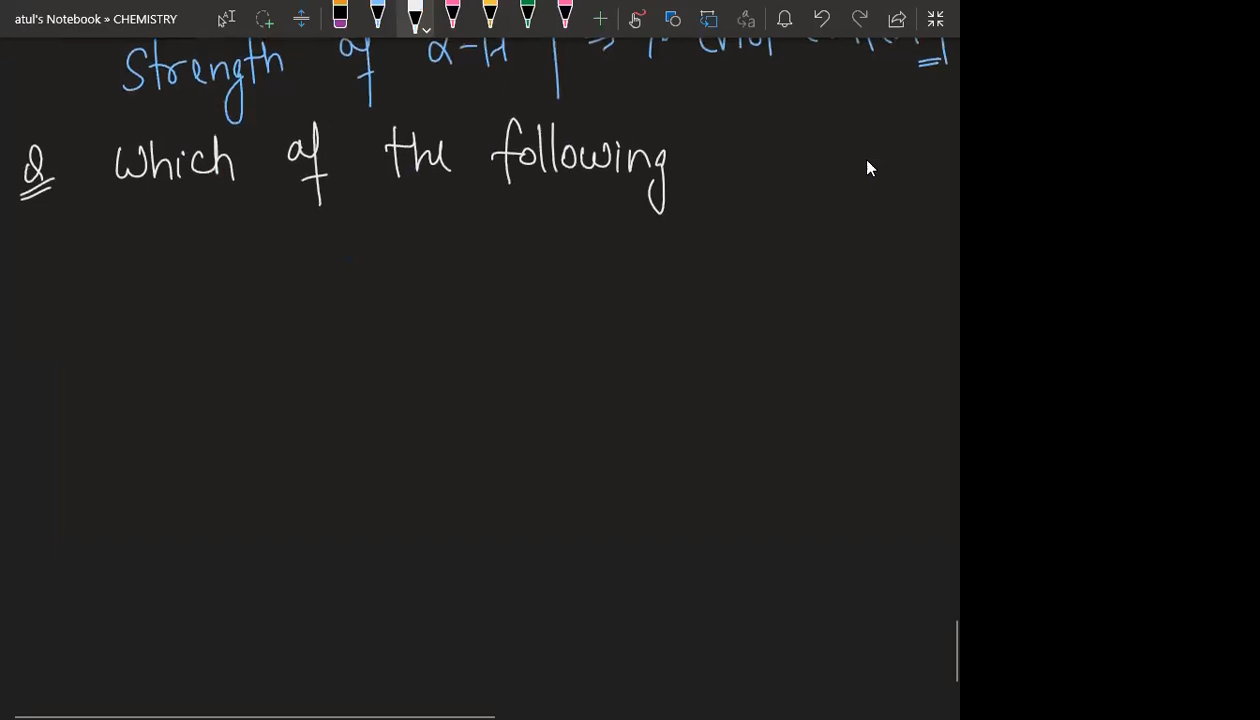 atul's Notebook » CHEMISTRY
Strength of α-H
Q Which of the following